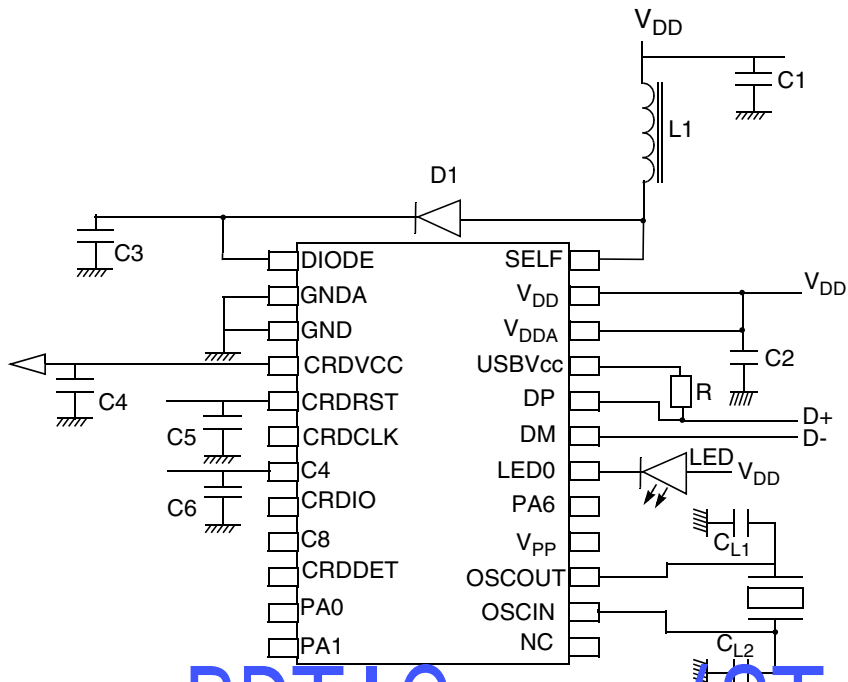 VDD
C1
L1
D1
C3
DIODE
SELF
GNDA
VDD
VDD
GND
VDDA
C2
CRDVCC
USBVcc
R
C4
CRDRST
DP
D+
C5
CRDCLK
DM
D-
C4
LED0
LED
VDD
C6
CRDIO
PA6
C8
VPP
CL1
CRDDET
OSCOUT
PA0
OSCIN
PA1
NC
CL2